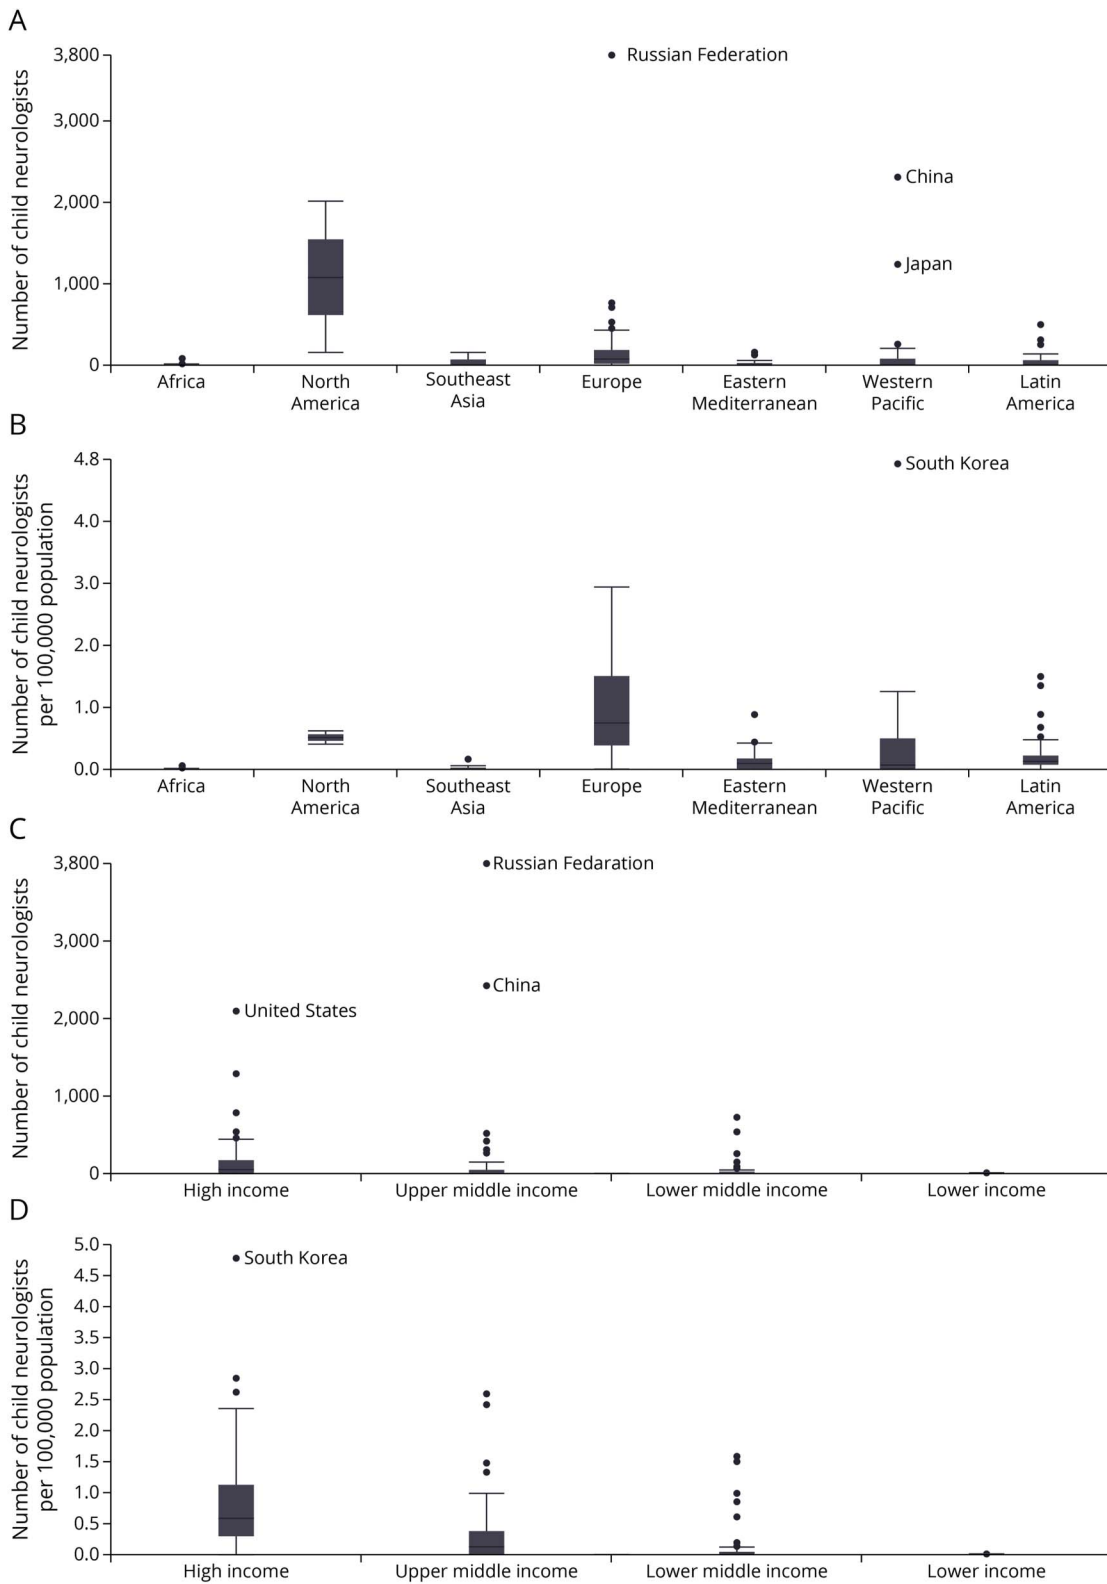 A
Number of child neurologists
3,800
3,000
2,000
1,000
0
Russian Federation
China
Japan
Africa
North
America
Southeast
Asia
Europe
Eastern
Mediterranean
Western
Pacific
Latin
America
B
Number of child neurologists
per 100,000 population
4.8
4.0
3.0
2.0
1.0
0.0
South Korea
Africa
North
America
Southeast
Asia
Europe
Eastern
Mediterranean
Western
Pacific
Latin
America
C
Number of child neurologists
3,800
3,000
2,000
1,000
0
Russian Fedaration
China
United States
High income
Upper middle income
Lower middle income
Lower income
D
Number of child neurologists
per 100,000 population
5.0
4.5
4.0
3.5
3.0
2.5
2.0
1.5
1.0
0.5
0.0
South Korea
High income
Upper middle income
Lower middle income
Lower income